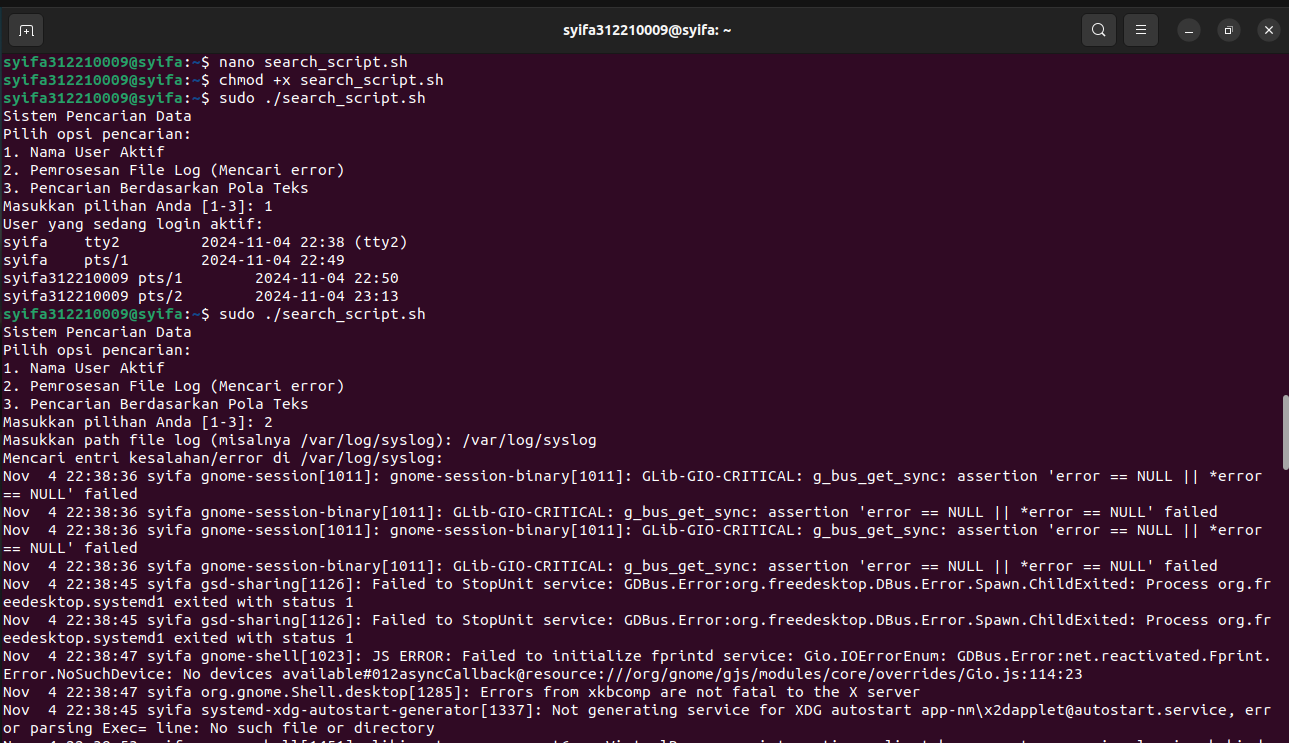 syifa312210009@syifa: ~
syifa312210009@syifa:~$ nano search_script.sh
syifa312210009@syifa:~$ chmod +x search_script.sh
syifa312210009@syifa:~$ sudo ./search_script.sh
Sistem Pencarian Data
Pilih opsi pencarian:
1. Nama User Aktif
2. Pemrosesan File Log (Mencari error)
3. Pencarian Berdasarkan Pola Teks
Masukkan pilihan Anda [1-3]: 1
User yang sedang login aktif:
syifa    tty2         2024-11-04 22:38 (tty2)
syifa    pts/1        2024-11-04 22:49
syifa312210009 pts/1        2024-11-04 22:50
syifa312210009 pts/2        2024-11-04 23:13
syifa312210009@syifa:~$ sudo ./search_script.sh
Sistem Pencarian Data
Pilih opsi pencarian:
1. Nama User Aktif
2. Pemrosesan File Log (Mencari error)
3. Pencarian Berdasarkan Pola Teks
Masukkan pilihan Anda [1-3]: 2
Masukkan path file log (misalnya /var/log/syslog): /var/log/syslog
Mencari entri kesalahan/error di /var/log/syslog:
Nov  4 22:38:36 syifa gnome-session[1011]: gnome-session-binary[1011]: GLib-GIO-CRITICAL: g_bus_get_sync: assertion 'error == NULL || *error
== NULL' failed
Nov  4 22:38:36 syifa gnome-session-binary[1011]: GLib-GIO-CRITICAL: g_bus_get_sync: assertion 'error == NULL || *error == NULL' failed
Nov  4 22:38:36 syifa gnome-session[1011]: gnome-session-binary[1011]: GLib-GIO-CRITICAL: g_bus_get_sync: assertion 'error == NULL || *error
== NULL' failed
Nov  4 22:38:36 syifa gnome-session-binary[1011]: GLib-GIO-CRITICAL: g_bus_get_sync: assertion 'error == NULL || *error == NULL' failed
Nov  4 22:38:45 syifa gsd-sharing[1126]: Failed to StopUnit service: GDBus.Error:org.freedesktop.DBus.Error.Spawn.ChildExited: Process org.fr
eedesktop.systemd1 exited with status 1
Nov  4 22:38:45 syifa gsd-sharing[1126]: Failed to StopUnit service: GDBus.Error:org.freedesktop.DBus.Error.Spawn.ChildExited: Process org.fr
eedesktop.systemd1 exited with status 1
Nov  4 22:38:47 syifa gnome-shell[1023]: JS ERROR: Failed to initialize fprintd service: Gio.IOErrorEnum: GDBus.Error:net.reactivated.Fprint.
Error.NoSuchDevice: No devices available#012asyncCallback@resource:///org/gnome/gjs/modules/core/overrides/Gio.js:114:23
Nov  4 22:38:47 syifa org.gnome.Shell.desktop[1285]: Errors from xkbcomp are not fatal to the X server
Nov  4 22:38:45 syifa systemd-xdg-autostart-generator[1337]: Not generating service for XDG autostart app-nm\x2dapplet@autostart.service, err
or parsing Exec= line: No such file or directory